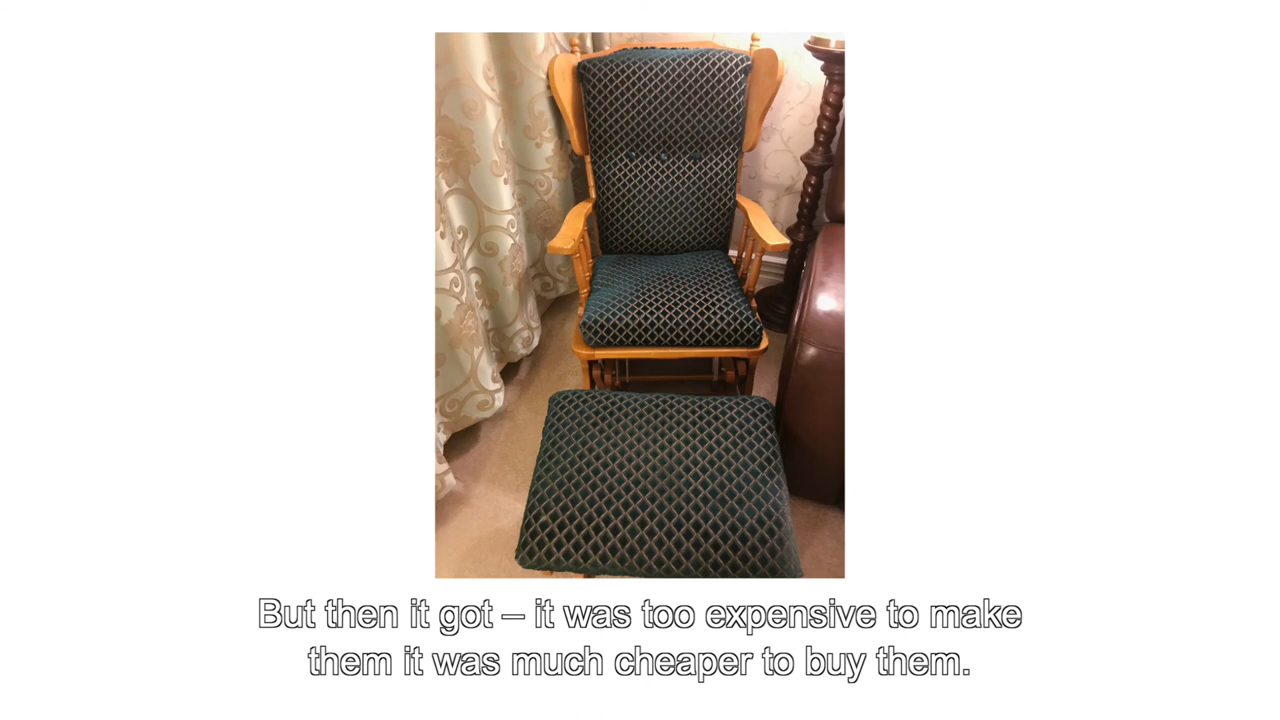 But then it got – it was too expensive to make
them it was much cheaper to buy them.